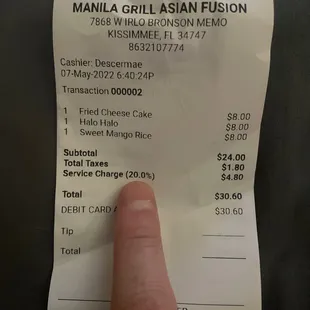 MANILA GRILL ASIAN FUSION
7868 W IRLO BRONSON MEMO
KISSIMMEE, FL 34747
8632107774
Cashier: Descermae
07-May-2022 6:40:24P
Transaction 000002
1 Fried Cheese Cake $8.00
1 Halo Halo $8.00
1 Sweet Mango Rice $8.00
Subtotal $24.00
Total Taxes $1.80
Service Charge (20.0%) $4.80
Total $30.60
DEBIT CARD $30.60
Tip
Total